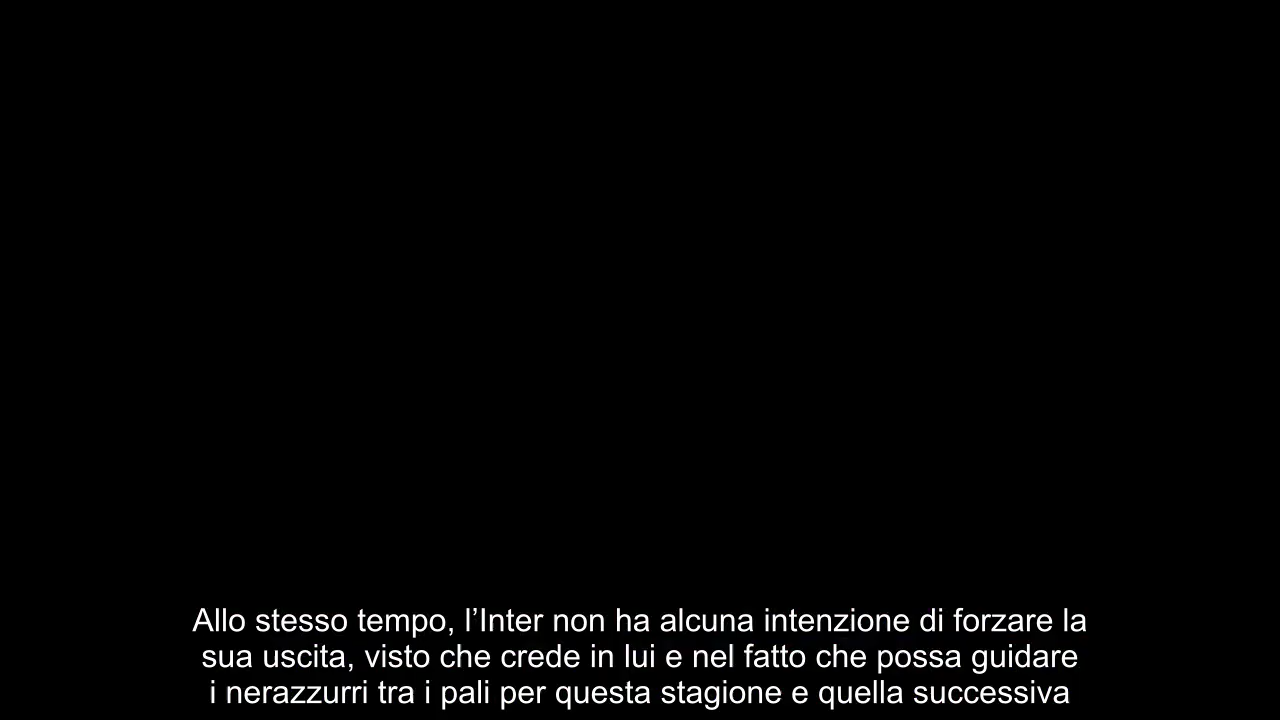 Allo stesso tempo, l’Inter non ha alcuna intenzione di forzare la
sua uscita, visto che crede in lui e nel fatto che possa guidare
i nerazzurri tra i pali per questa stagione e quella successiva